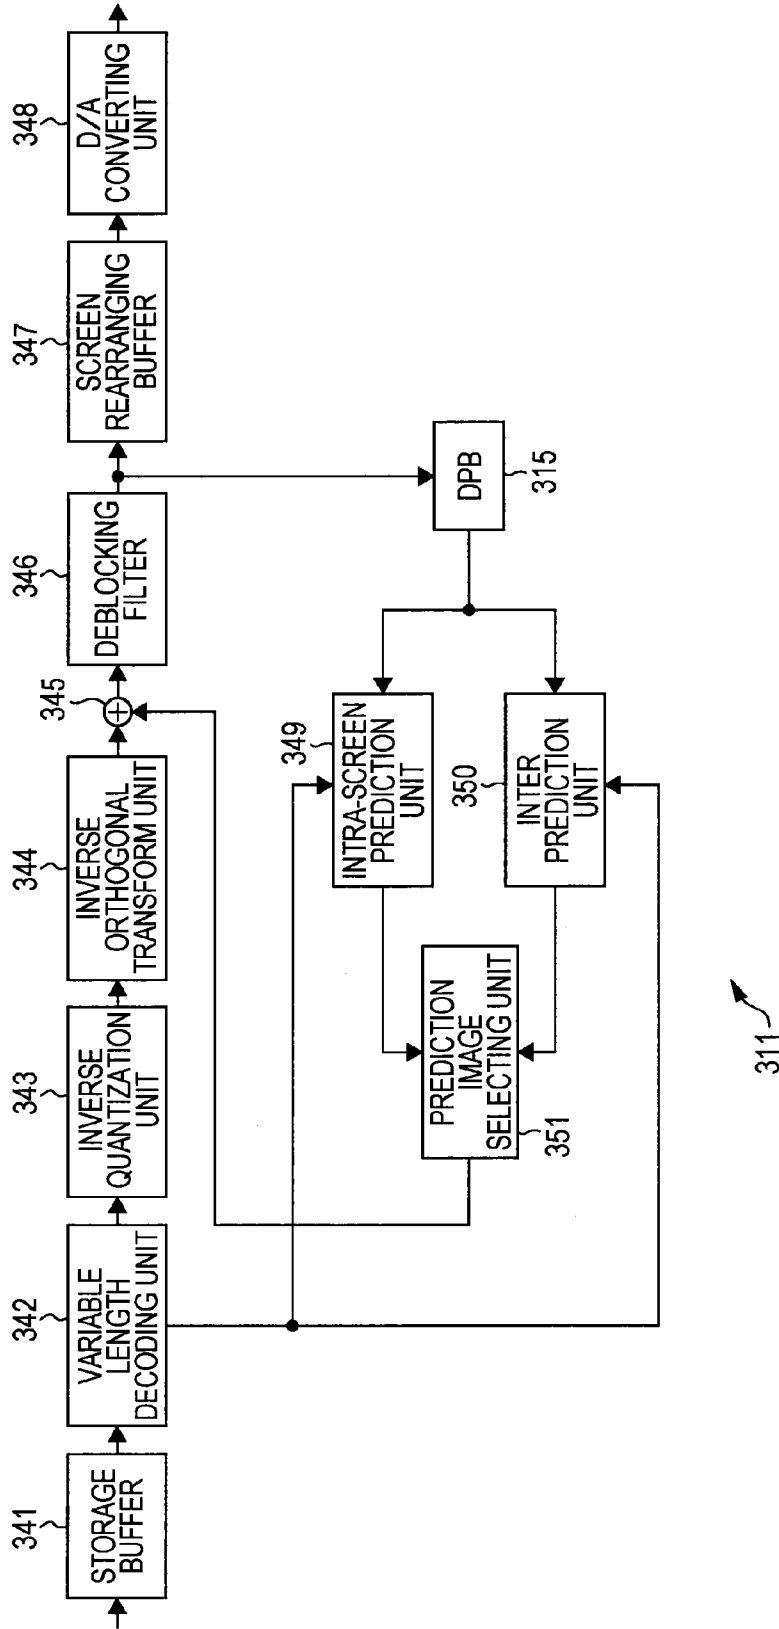 341
STORAGE
BUFFER
342
VARIABLE
LENGTH
DECODING UNIT
343
INVERSE
QUANTIZATION
UNIT
344
INVERSE
ORTHOGONAL
TRANSFORM UNIT
345
+
346
DEBLOCKING
FILTER
347
SCREEN
REARRANGING
BUFFER
348
D/A
CONVERTING
UNIT
349
INTRA-SCREEN
PREDICTION
UNIT
DPB
315
PREDICTION
IMAGE
SELECTING UNIT
351
350
INTER
PREDICTION
UNIT
311